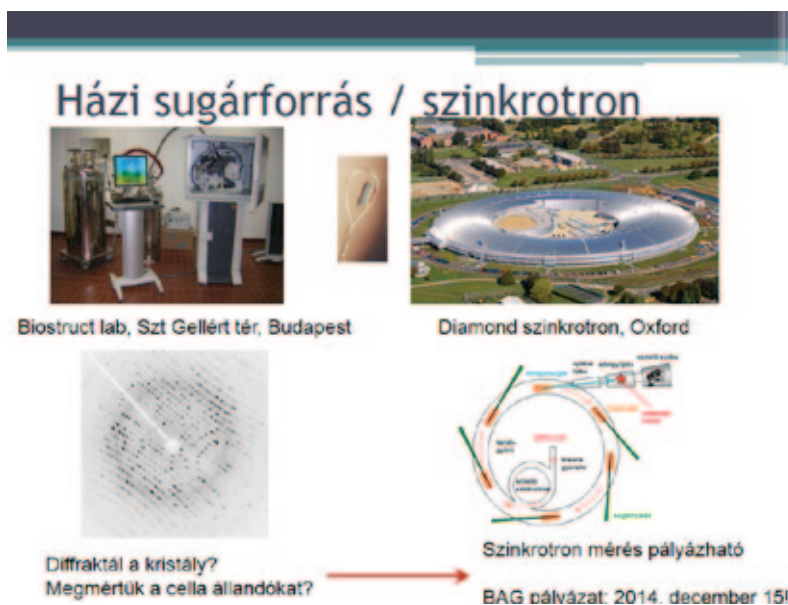 Házi sugárforrás / szinkrotron
Biostruct lab, Szt Gellért tér, Budapest
Diamond szinkrotron, Oxford
Diffraktál a kristály?
Megmértük a cella állandókat?
Szinkrotron mérés pályázható
BAG pályázat: 2014. december 15!